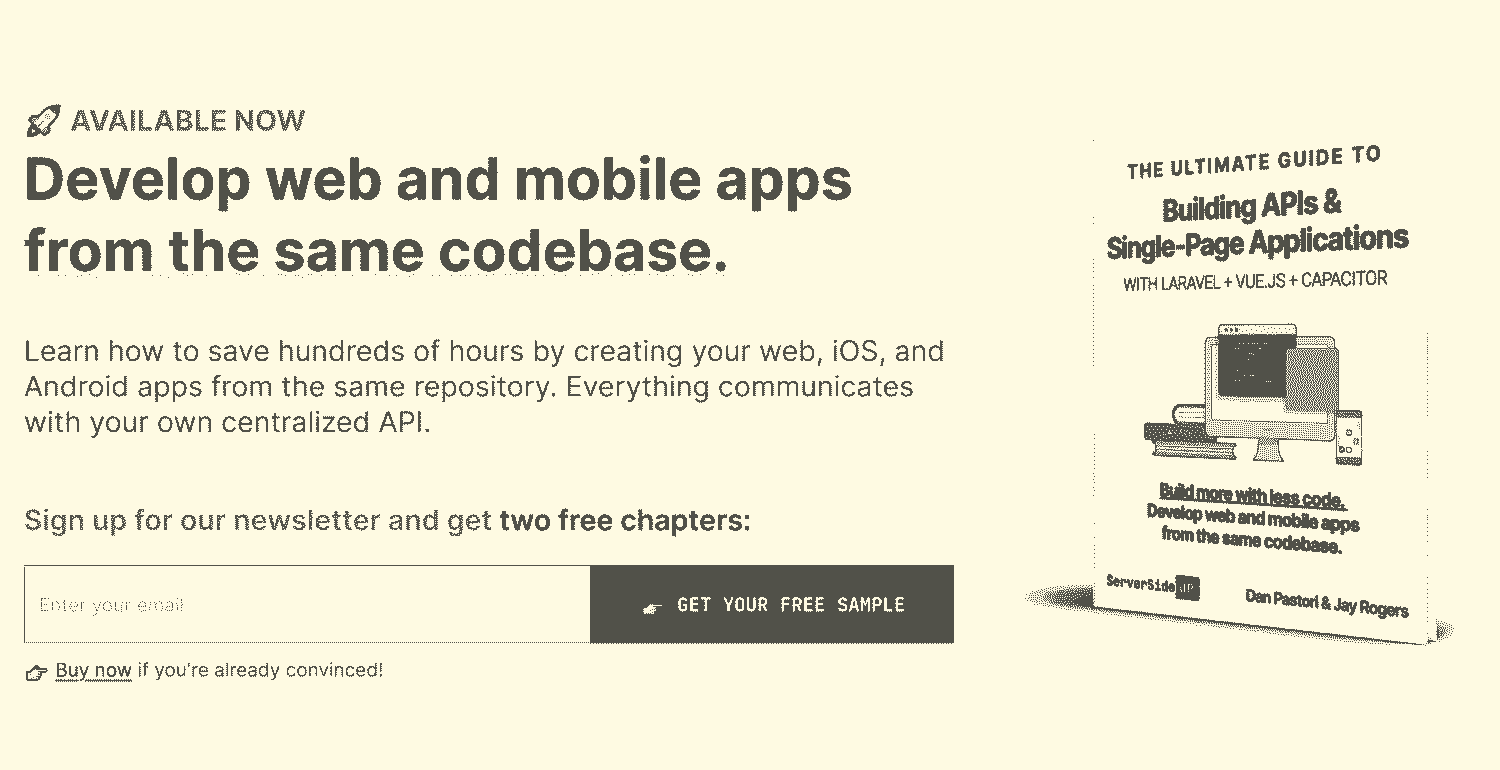 AVAILABLE NOW
Develop web and mobile apps
from the same codebase.
Learn how to save hundreds of hours by creating your web, iOS, and
Android apps from the same repository. Everything communicates
with your own centralized API.
Sign up for our newsletter and get two free chapters:
Enter your email
GET YOUR FREE SAMPLE
Buy now if you're already convinced!
THE ULTIMATE GUIDE TO
Building APIs &
Single-Page Applications
WITH LARAVEL + VUE.JS + CAPACITOR
Build more with less code.
Develop web and mobile apps
from the same codebase.
ServerSideUP
Dan Pastori & Jay Rogers